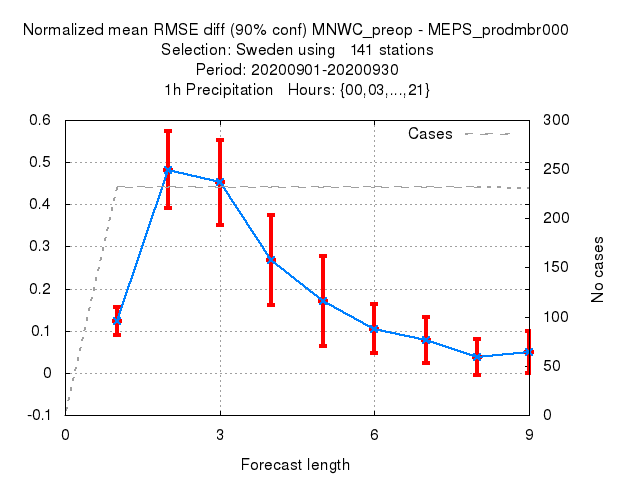 Normalized mean RMSE diff (90% conf) MNWC_preop - MEPS_prodmbr000
Selection: Sweden using 141 stations
Period: 20200901-20200930
1h Precipitation Hours: {00,03,...,21}
Cases
0.6
0.5
0.4
0.3
0.2
0.1
0
-0.1
300
250
200
150
100
50
0
No cases
0
3
6
9
Forecast length